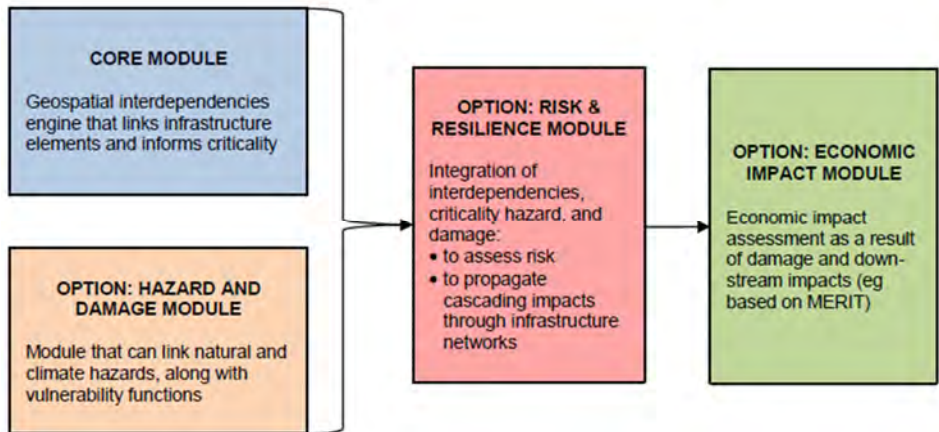 CORE MODULE
Geospatial interdependencies
engine that links infrastructure
elements and informs criticality
OPTION: HAZARD AND
DAMAGE MODULE
Module that can link natural and
climate hazards, along with
vulnerability functions
OPTION: RISK &
RESILIENCE MODULE
Integration of
interdependencies,
criticality hazard, and
damage:
• to assess risk
• to propagate
cascading impacts
through infrastructure
networks
OPTION: ECONOMIC
IMPACT MODULE
Economic impact
assessment as a result
of damage and down-
stream impacts (eg
based on MERIT)